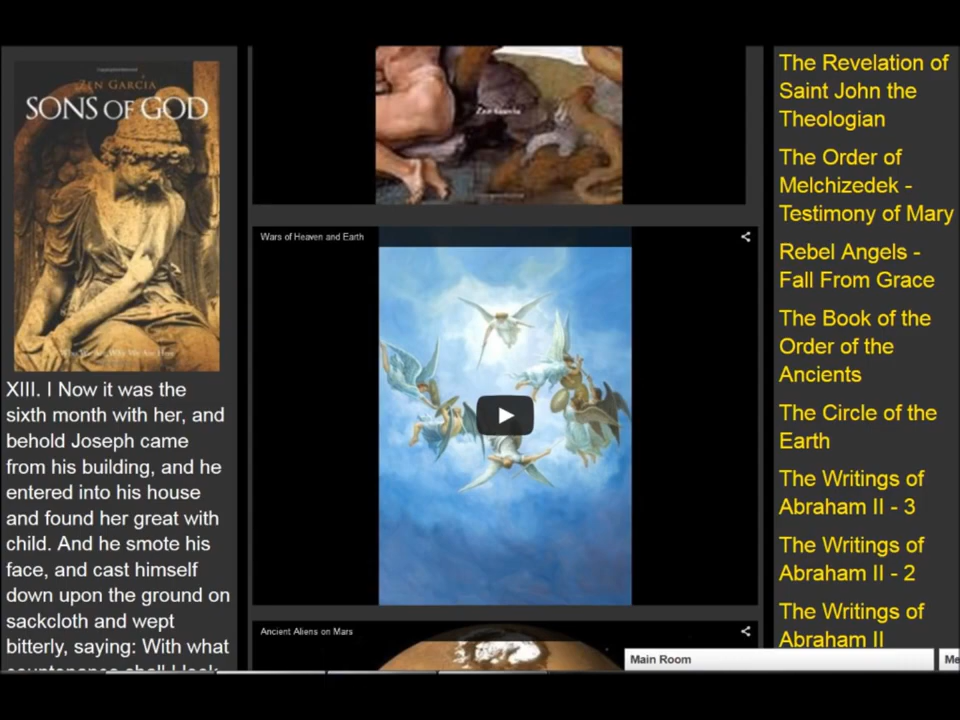 ZEN GARCIA
SONS OF GOD
XIII. I Now it was the
sixth month with her, and
behold Joseph came
from his building, and he
entered into his house
and found her great with
child. And he smote his
face, and cast himself
down upon the ground on
sackcloth and wept
bitterly, saying: With what
Zen Garcia
Wars of Heaven and Earth
Ancient Aliens on Mars
The Revelation of
Saint John the
Theologian
The Order of
Melchizedek -
Testimony of Mary
Rebel Angels -
Fall From Grace
The Book of the
Order of the
Ancients
The Circle of the
Earth
The Writings of
Abraham II - 3
The Writings of
Abraham II - 2
The Writings of
Abraham II
Main Room
Me